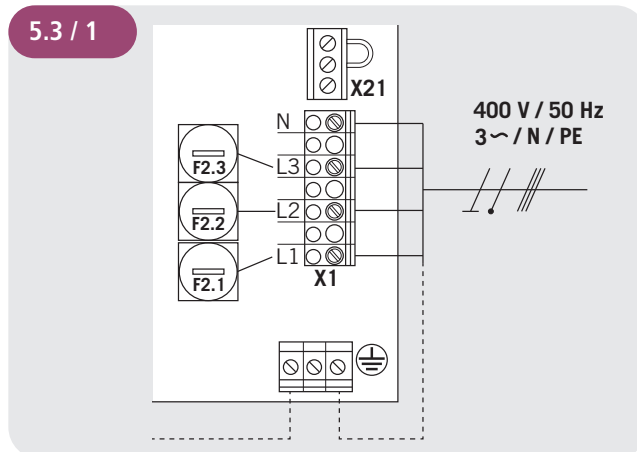 5.3 / 1
X21
400 V / 50 Hz
3~ / N / PE
N
F2.3
L3
F2.2
L2
F2.1
L1
X1